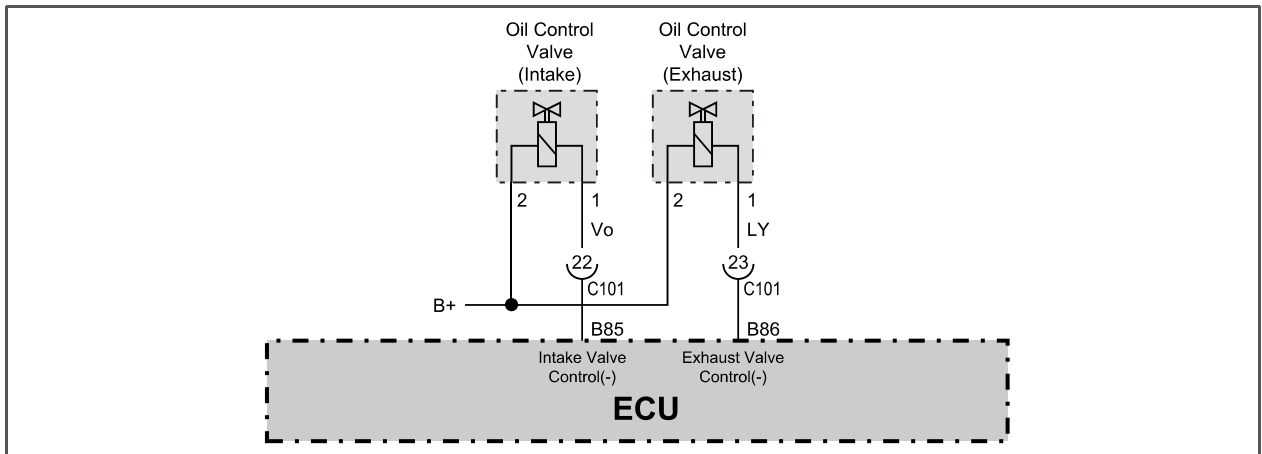 Oil Control
Valve
(Intake)
Oil Control
Valve
(Exhaust)
2
1
2
1
Vo
LY
22
23
C101
C101
B+
B85
B86
Intake Valve
Control(-)
Exhaust Valve
Control(-)
ECU